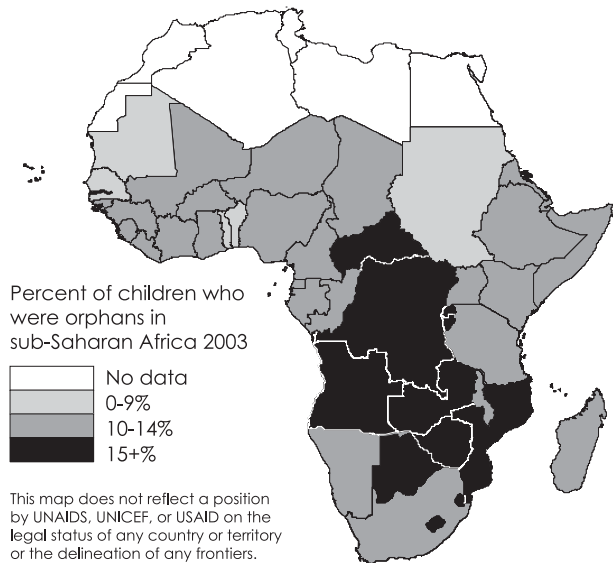 Percent of children who
were orphans in
sub-Saharan Africa 2003
No data
0-9%
10-14%
15+%
This map does not reflect a position
by UNAIDS, UNICEF, or USAID on the
legal status of any country or territory
or the delineation of any frontiers.